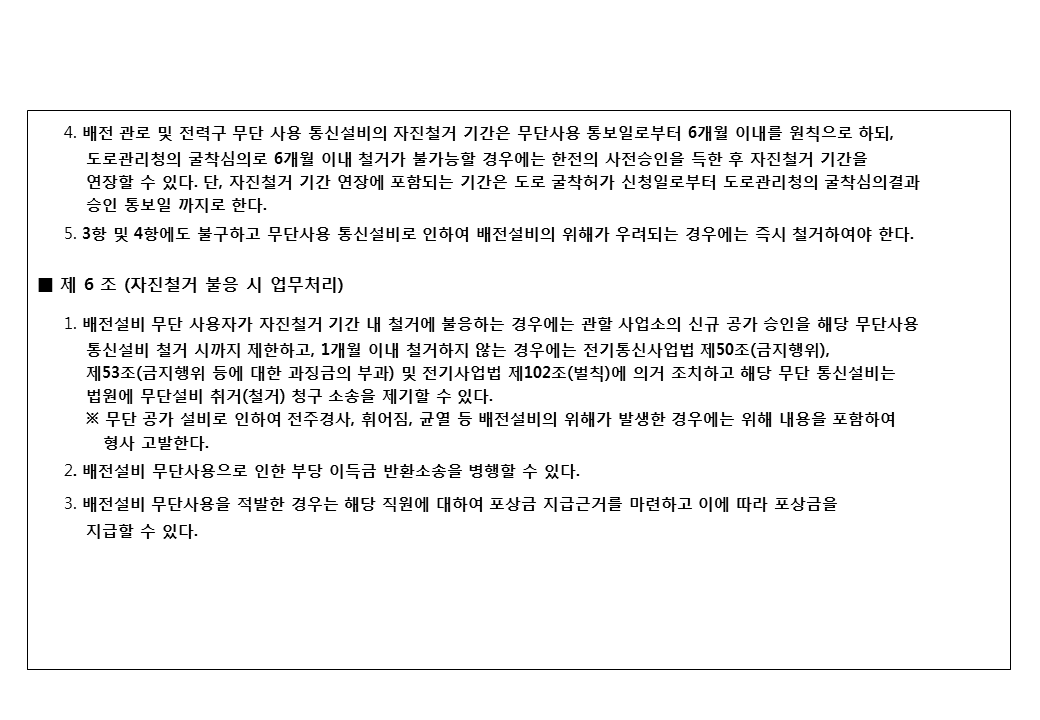 4. 배전 관로 및 전력구 무단 사용 통신설비의 자진철거 기간은 무단사용 통보일로부터 6개월 이내를 원칙으로 하되,
도로관리청의 굴착심의로 6개월 이내 철거가 불가능할 경우에는 한전의 사전승인을 득한 후 자진철거 기간을
연장할 수 있다. 단, 자진철거 기간 연장에 포함되는 기간은 도로 굴착허가 신청일로부터 도로관리청의 굴착심의결과
승인 통보일 까지로 한다.
5. 3항 및 4항에도 불구하고 무단사용 통신설비로 인하여 배전설비의 위해가 우려되는 경우에는 즉시 철거하여야 한다.
■ 제 6 조 (자진철거 불응 시 업무처리)
1. 배전설비 무단 사용자가 자진철거 기간 내 철거에 불응하는 경우에는 관할 사업소의 신규 공가 승인을 해당 무단사용
통신설비 철거 시까지 제한하고, 1개월 이내 철거하지 않는 경우에는 전기통신사업법 제50조(금지행위),
제53조(금지행위 등에 대한 과징금의 부과) 및 전기사업법 제102조(벌칙)에 의거 조치하고 해당 무단 통신설비는
법원에 무단설비 취거(철거) 청구 소송을 제기할 수 있다.
※ 무단 공가 설비로 인하여 전주경사, 휘어짐, 균열 등 배전설비의 위해가 발생한 경우에는 위해 내용을 포함하여
형사 고발한다.
2. 배전설비 무단사용으로 인한 부당 이득금 반환소송을 병행할 수 있다.
3. 배전설비 무단사용을 적발한 경우는 해당 직원에 대하여 포상금 지급근거를 마련하고 이에 따라 포상금을
지급할 수 있다.